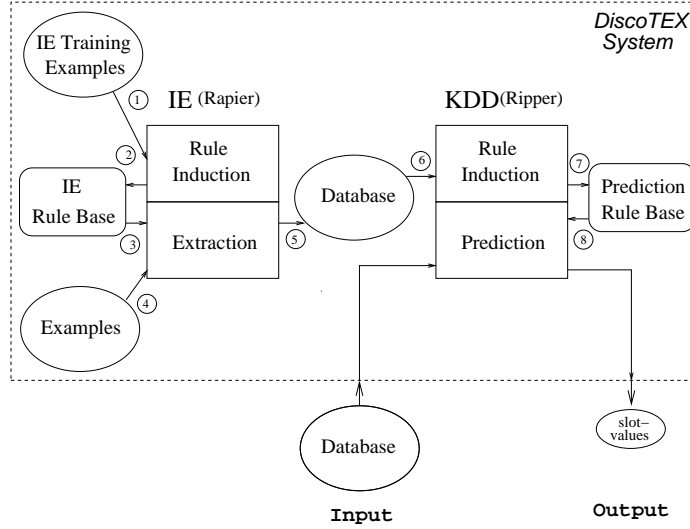 DiscoTEX
System
IE Training
Examples
1
IE (Rapier)
KDD (Ripper)
2
Rule
Induction
6
Rule
Induction
7
IE
Rule Base
Database
Prediction
Rule Base
3
Extraction
5
Prediction
8
4
Examples
Database
slot-
values
Input
Output